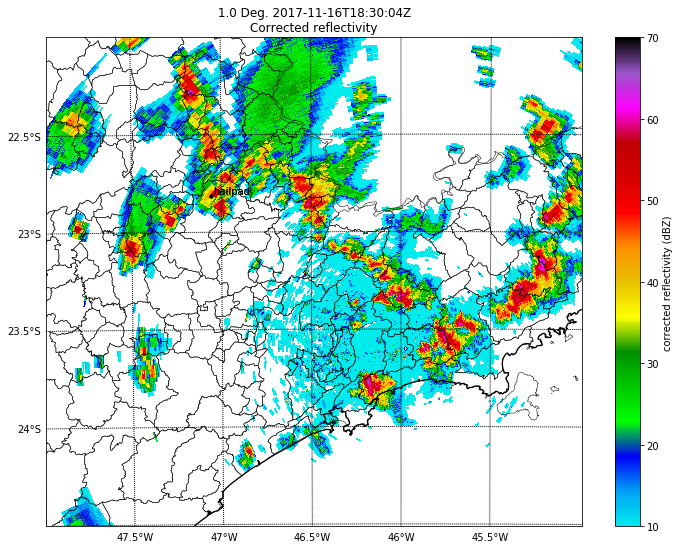 1.0 Deg. 2017-11-16T18:30:04Z
Corrected reflectivity
70
60
50
40
30
20
10
corrected reflectivity (dBZ)
22.5°S
23°S
23.5°S
24°S
hailpad
47.5°W
47°W
46.5°W
46°W
45.5°W